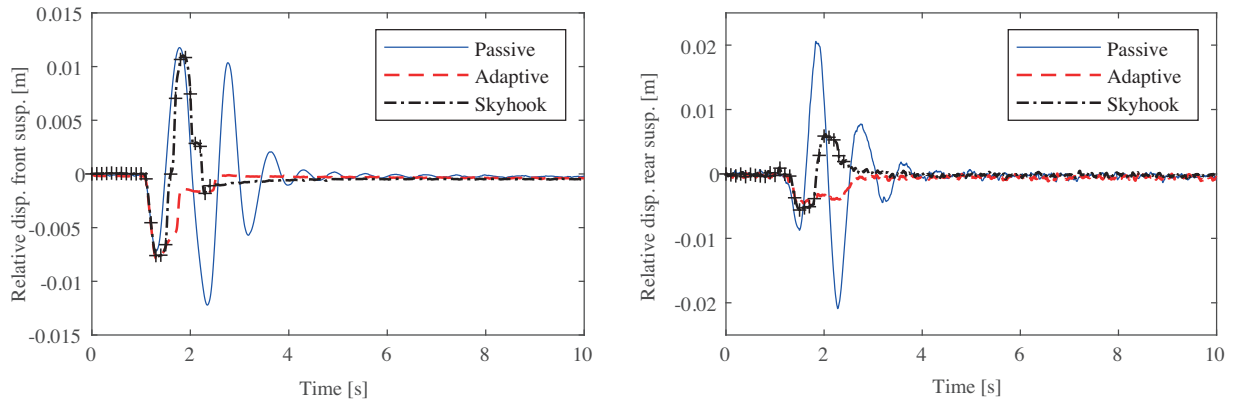 Relative disp. front susp. [m]
0.015
0.01
0.005
0
-0.005
-0.01
-0.015
0 2 4 6 8 10
Time [s]
Passive
Adaptive
Skyhook
Relative disp. rear susp. [m]
0.02
0.01
0
-0.01
-0.02
0 2 4 6 8 10
Time [s]
Passive
Adaptive
Skyhook